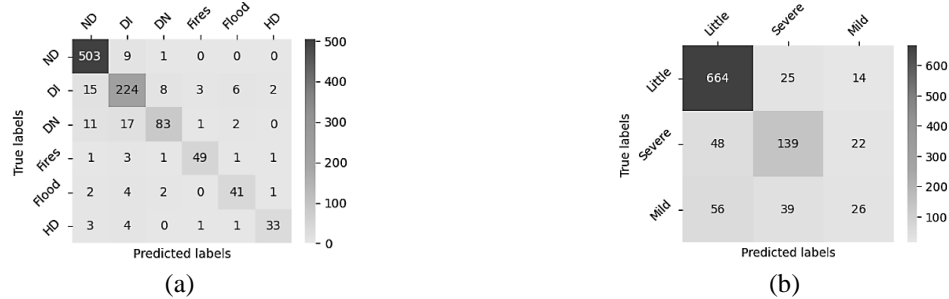 ND DI DN Fires Flood HD
ND 503 9 1 0 0 0
DI 15 224 8 3 6 2
DN 11 17 83 1 2 0
Fires 1 3 1 49 1 1
Flood 2 4 2 0 41 1
HD 3 4 0 1 1 33
True labels
Predicted labels
500
400
300
200
100
0
(a)
Little Severe Mild
Little 664 25 14
Severe 48 139 22
Mild 56 39 26
True labels
Predicted labels
600
500
400
300
200
100
(b)